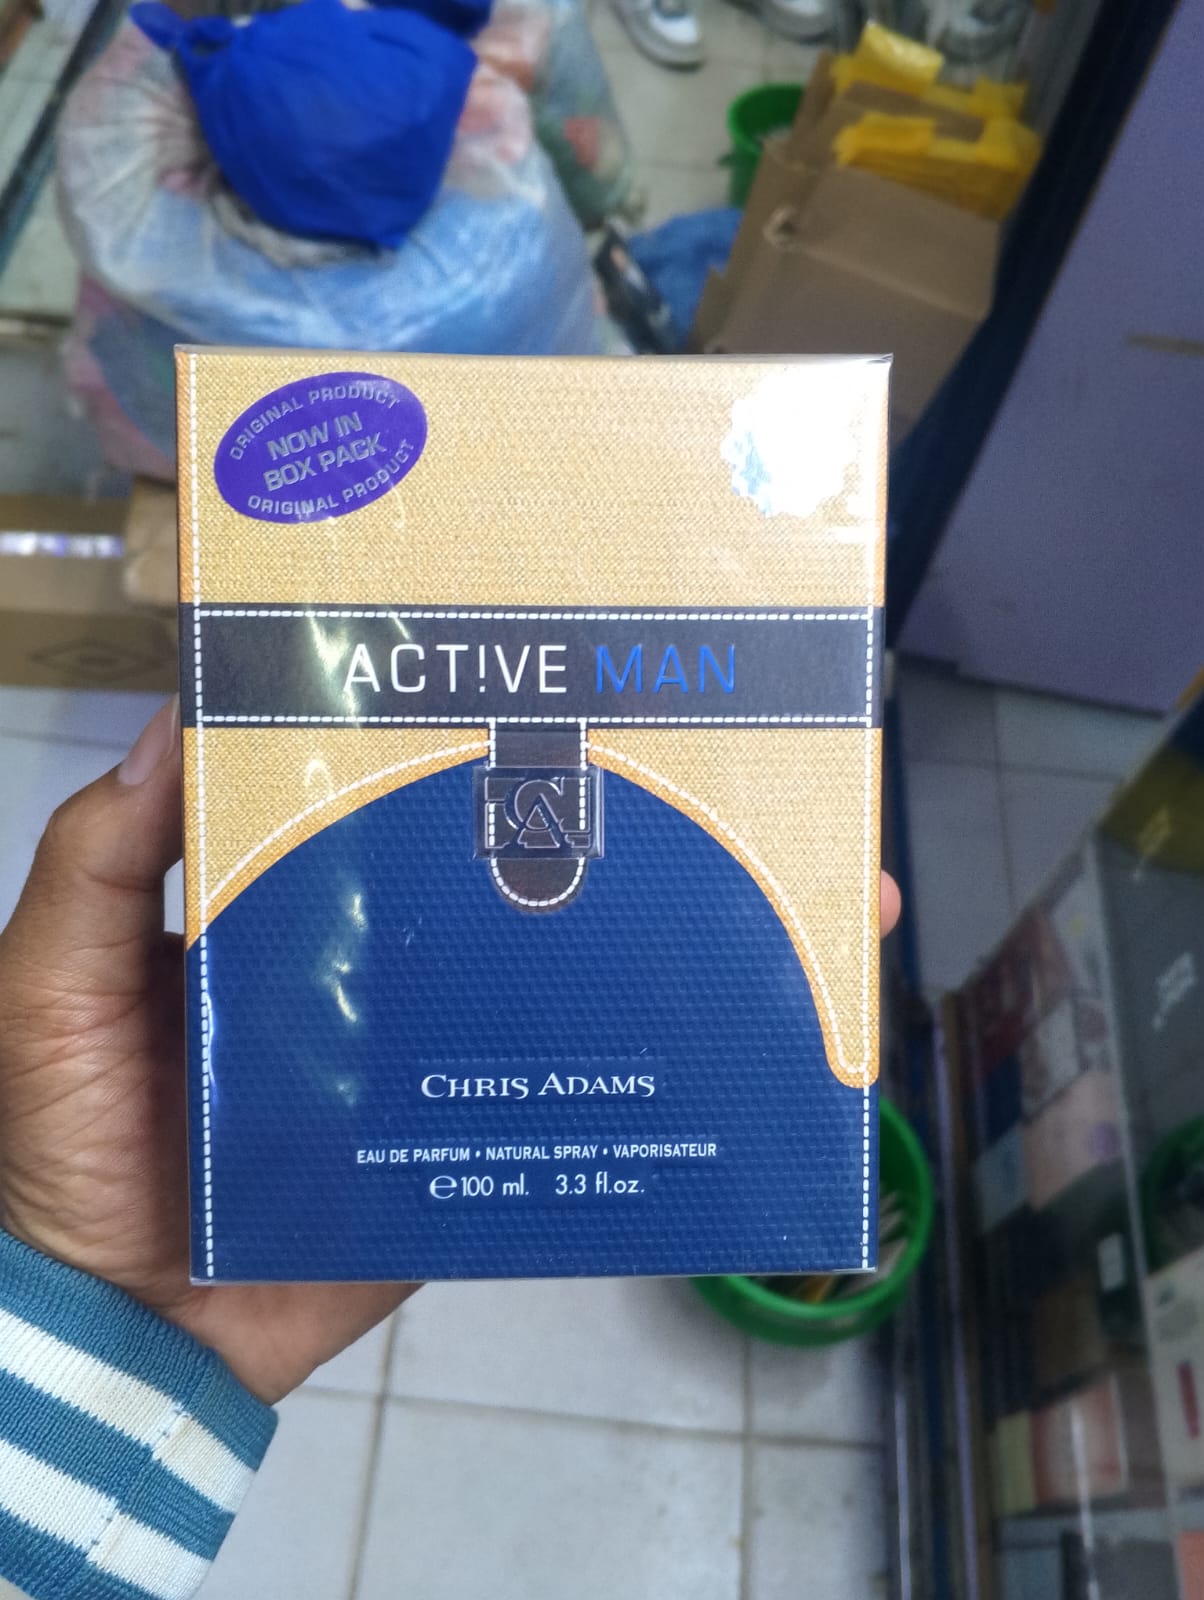 ORIGINAL PRODUCT
NOW IN
BOX PACK
ORIGINAL PRODUCT
ACT!VE MAN
CA
CHRIS ADAMS
EAU DE PARFUM • NATURAL SPRAY • VAPORISATEUR
℮100 ml. 3.3 fl.oz.